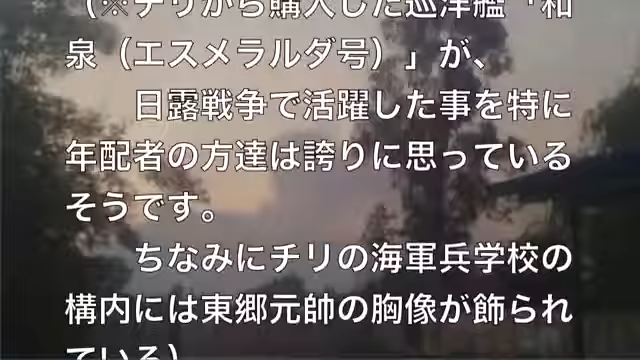 （※チリから購入した巡洋艦「和
泉（エスメラルダ号）」が、
日露戦争で活躍した事を特に
年配者の方達は誇りに思っている
そうです。
ちなみにチリの海軍兵学校の
構内には東郷元帥の胸像が飾られ
ている）